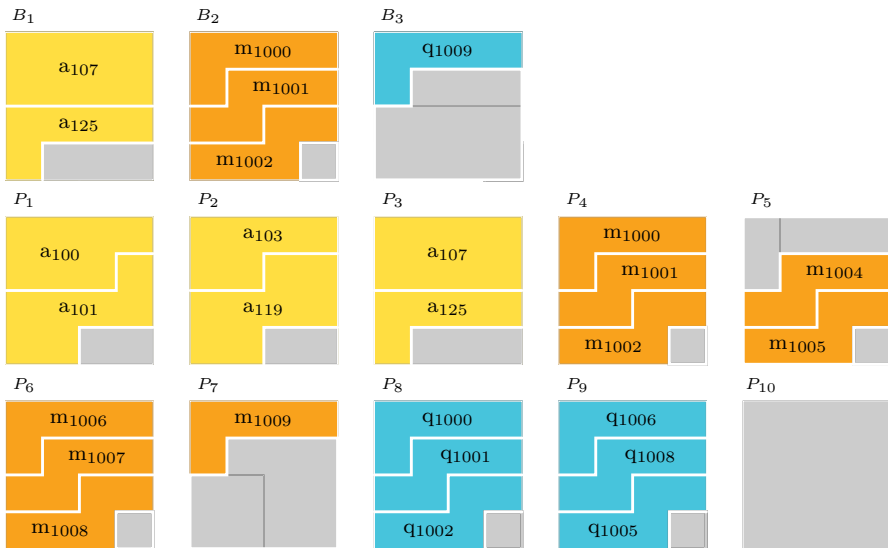 B₁ B₂ B₃
a₁₀₇ m₁₀₀₀ q₁₀₀₉
m₁₀₀₁
a₁₂₅
m₁₀₀₂
P₁ P₂ P₃ P₄ P₅
a₁₀₀ a₁₀₃ a₁₀₇ m₁₀₀₀
m₁₀₀₁ m₁₀₀₄
a₁₀₁ a₁₁₉ a₁₂₅
m₁₀₀₂ m₁₀₀₅
P₆ P₇ P₈ P₉ P₁₀
m₁₀₀₆ m₁₀₀₉ q₁₀₀₀ q₁₀₀₆
m₁₀₀₇ q₁₀₀₁ q₁₀₀₈
m₁₀₀₈ q₁₀₀₂ q₁₀₀₅